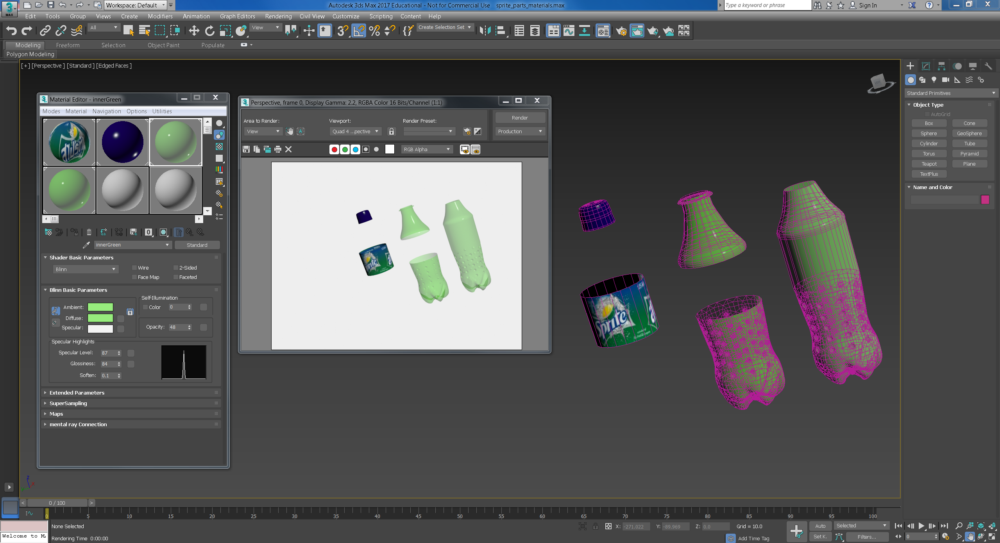 Workspace: Default
Autodesk 3ds Max 2017 Educational - Not for Commercial Use sprite_parts_materials.max
Type a keyword or phrase
Sign In
MAX
Edit Tools Group Views Create Modifiers Animation Graph Editors Rendering Civil View Customize Scripting Content Help
All
View
Create Selection Set
Modeling Freeform Selection Object Paint Populate
Polygon Modeling
[+] [Perspective ] [Standard ] [Edged Faces ]
LEFT
Material Editor - innerGreen
Modes Material Navigation Options Utilities
innerGreen
Standard
Shader Basic Parameters
Blinn
Wire
2-Sided
Face Map
Faceted
Blinn Basic Parameters
Ambient:
Diffuse:
Specular:
Self-Illumination
Color 0
Opacity: 48
Specular Highlights
Specular Level: 87
Glossiness: 84
Soften: 0.1
Extended Parameters
SuperSampling
Maps
mental ray Connection
Perspective, frame 0, Display Gamma: 2.2, RGBA Color 16 Bits/Channel (1:1)
Area to Render:
View
Viewport:
Quad 4 ...pective
Render Preset:
Render
Production
RGB Alpha
Sprite
Sprite
Standard Primitives
Object Type
AutoGrid
Box Cone
Sphere GeoSphere
Cylinder Tube
Torus Pyramid
Teapot Plane
TextPlus
Name and Color
Z
X
Y
< 0 / 100 >
0 5 10 15 20 25 30 35 40 45 50 55 60 65 70 75 80 85 90 95 100
None Selected
X: -271.022 Y: -89.969 Z: 0.0 Grid = 10.0
Auto Selected
Welcome to M
Rendering Time 0:00:00
Add Time Tag
Set K. Filters...
0